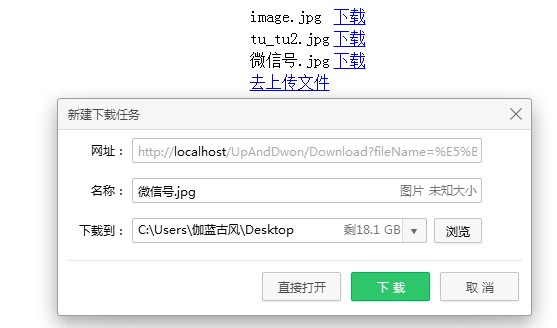 image.jpg 下载
tu_tu2.jpg 下载
微信号.jpg 下载
去上传文件
新建下载任务
网址： http://localhost/UpAndDwon/Download?fileName=%E5%B
名称： 微信号.jpg 图片 未知大小
下载到： C:\Users\伽蓝古风\Desktop 剩18.1 GB 浏览
直接打开 下载 取消